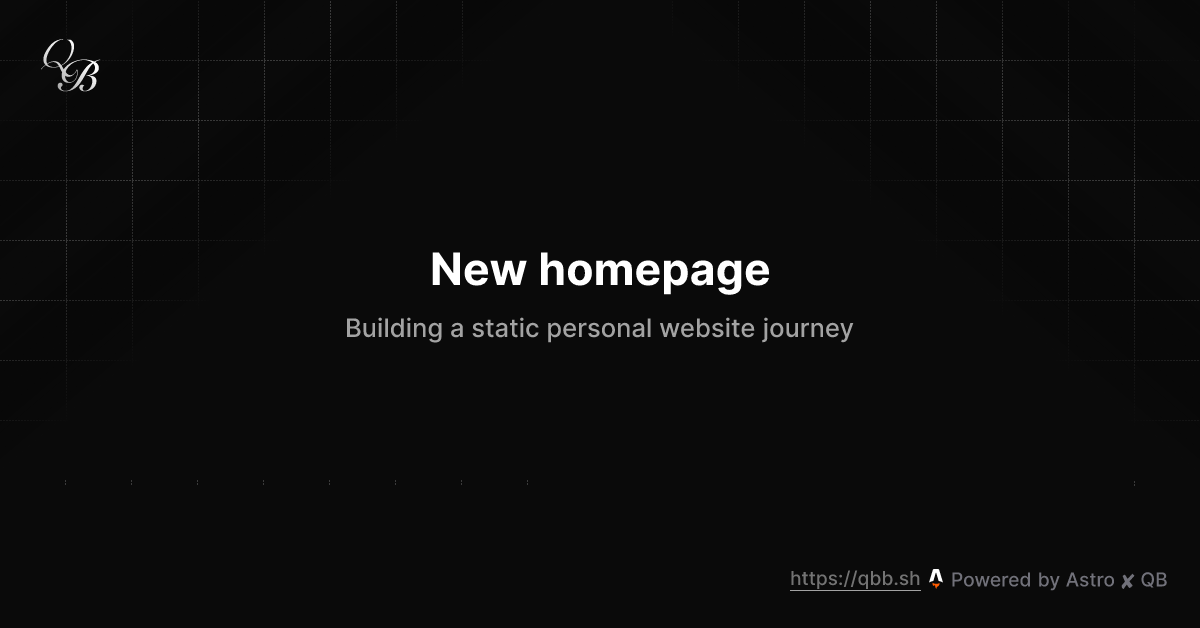 QB
New homepage
Building a static personal website journey
https://qbb.sh Powered by Astro ✘ QB